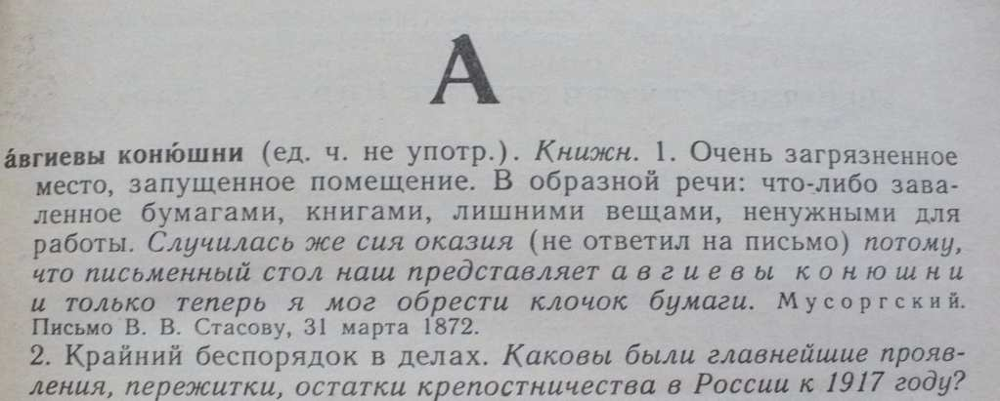 А
а́вгиевы коню́шни (ед. ч. не употр.). Книжн. 1. Очень загрязненное
место, запущенное помещение. В образной речи: что-либо зава-
ленное бумагами, книгами, лишними вещами, ненужными для
работы. Случилась же сия оказия (не ответил на письмо) потому,
что письменный стол наш представляет а в г и е в ы к о н ю ш н и
и только теперь я мог обрести клочок бумаги. М у с о р г с к и й.
Письмо В. В. Стасову, 31 марта 1872.
2. Крайний беспорядок в делах. Каковы были главнейшие прояв-
ления, пережитки, остатки крепостничества в России к 1917 году?